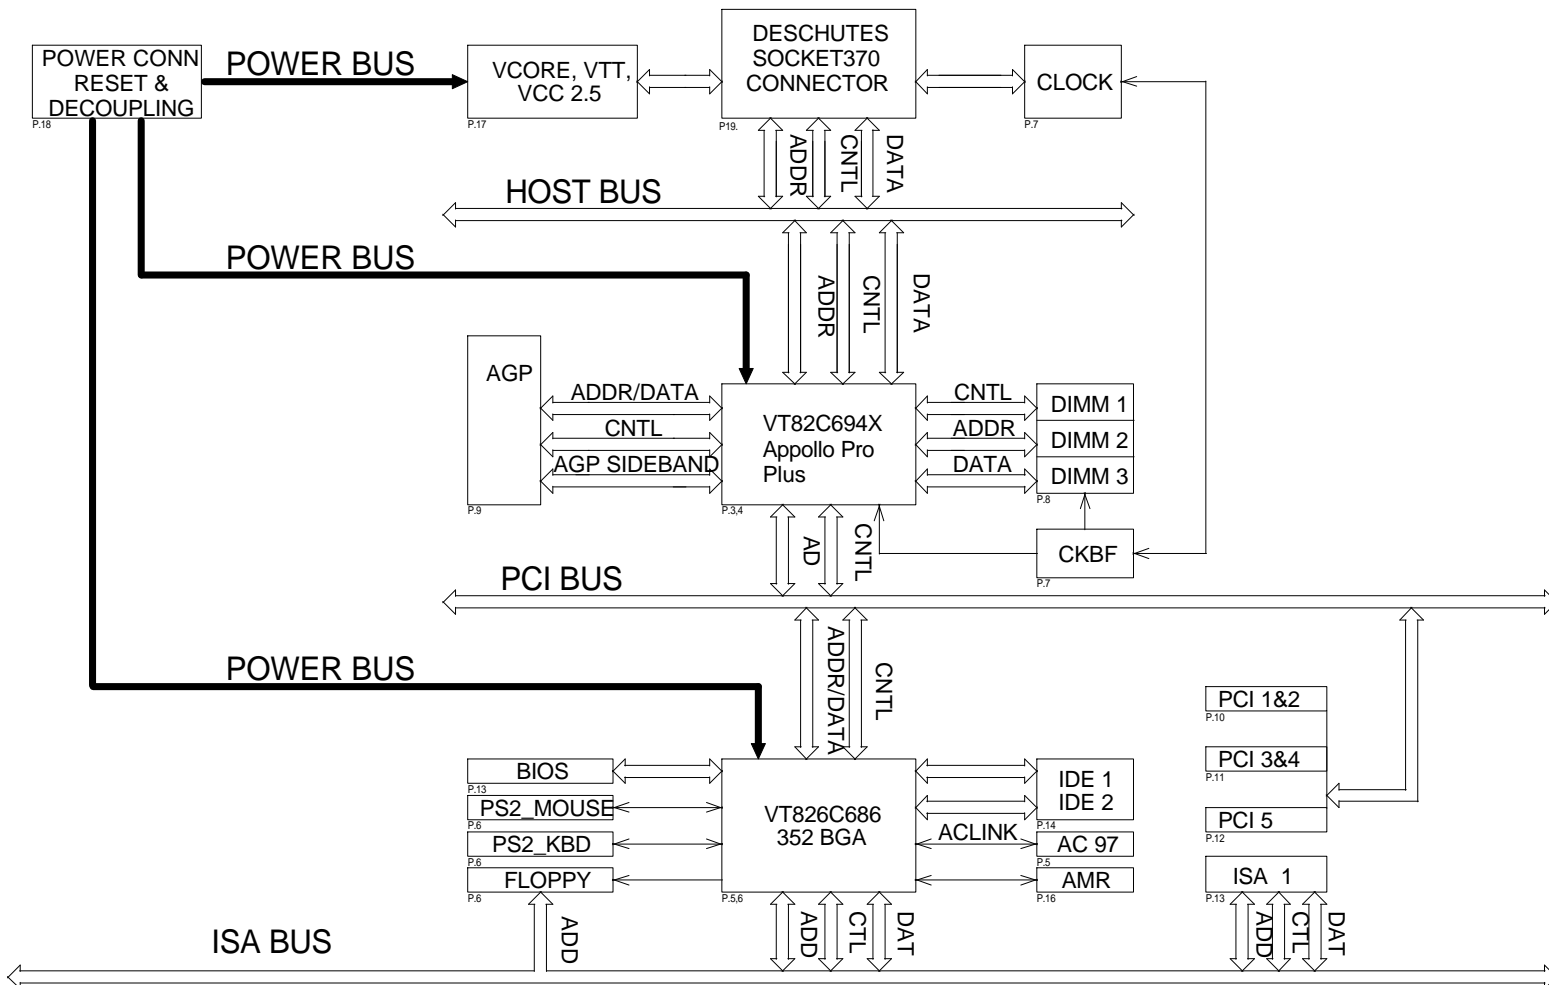 POWER CONN
RESET &
DECOUPLING
P.18
POWER BUS
VCORE, VTT,
VCC 2.5
P.17
DESCHUTES
SOCKET370
CONNECTOR
P19.
CLOCK
P.7
ADDR
CNTL
DATA
HOST BUS
POWER BUS
ADDR
CNTL
DATA
AGP
P.9
ADDR/DATA
CNTL
AGP SIDEBAND_
VT82C694X
Appollo Pro
Plus
P.3,4
CNTL
ADDR
DATA
DIMM 1
DIMM 2
DIMM 3
P.8
CKBF
P.7
AD
CNTL
PCI BUS
POWER BUS
ADDR/DATA
CNTL
BIOS
P.13
PS2_MOUSE
P.6
PS2_KBD
P.6
FLOPPY
P.6
VT826C686
352 BGA
P.5,6
IDE 1
IDE 2
P.14
ACLINK
AC 97
P.5
AMR
P.16
PCI 1&2
P.10
PCI 3&4
P.11
PCI 5
P.12
ISA 1
P.13
ISA BUS
ADD
ADD
CTL
DAT
ADD
CTL
DAT